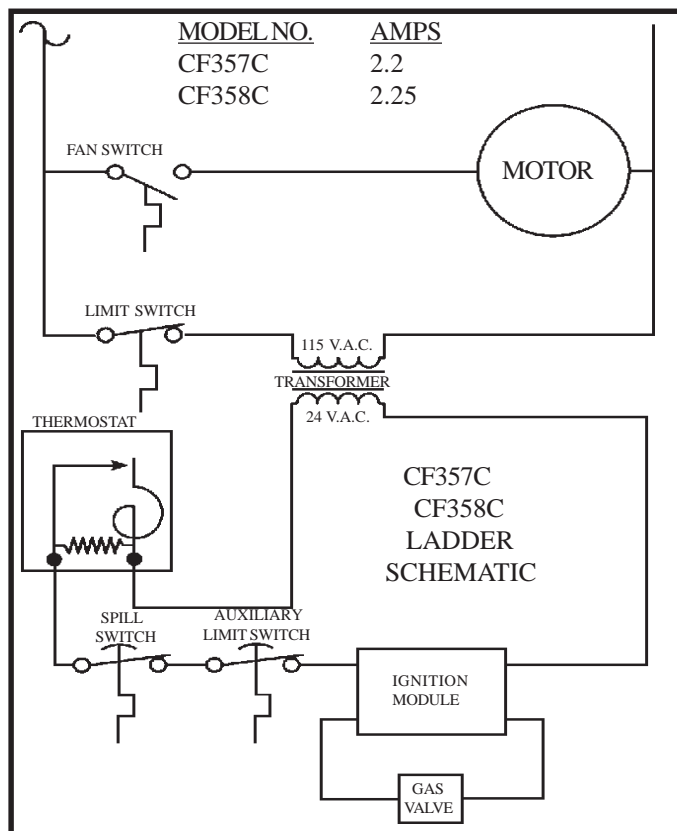 MODEL NO. AMPS
CF357C 2.2
CF358C 2.25
FAN SWITCH
MOTOR
LIMIT SWITCH
115 V.A.C.
TRANSFORMER
24 V.A.C.
THERMOSTAT
CF357C
CF358C
LADDER
SCHEMATIC
SPILL
SWITCH
AUXILIARY
LIMIT SWITCH
IGNITION
MODULE
GAS
VALVE